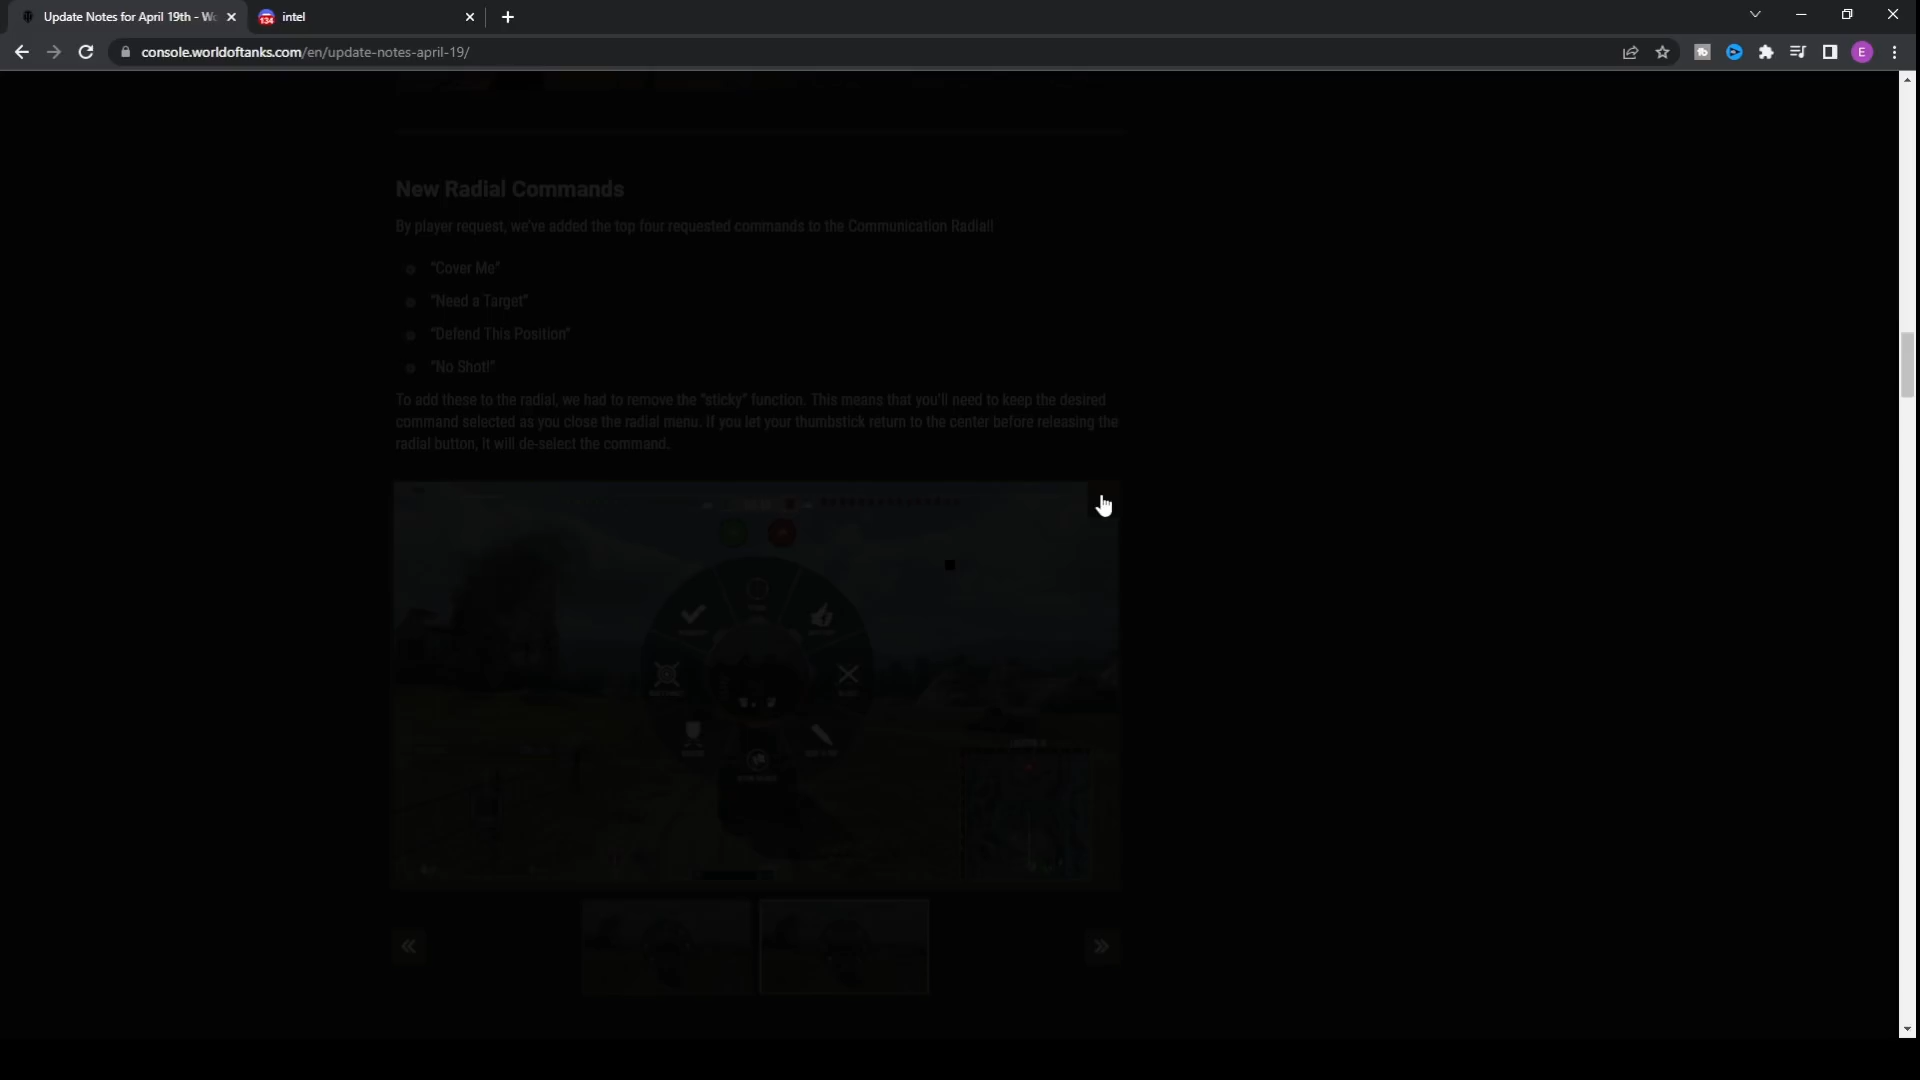 Update Notes for April 19th - Wo
134
intel
console.worldoftanks.com/en/update-notes-april-19/
E
New Radial Commands
By player request, we've added the top four requested commands to the Communication Radial!
"Cover Me"
"Need a Target"
"Defend This Position"
"No Shot!"
To add these to the radial, we had to remove the "sticky" function. This means that you'll need to keep the desired
command selected as you close the radial menu. If you let your thumbstick return to the center before releasing the
radial button, it will de-select the command.